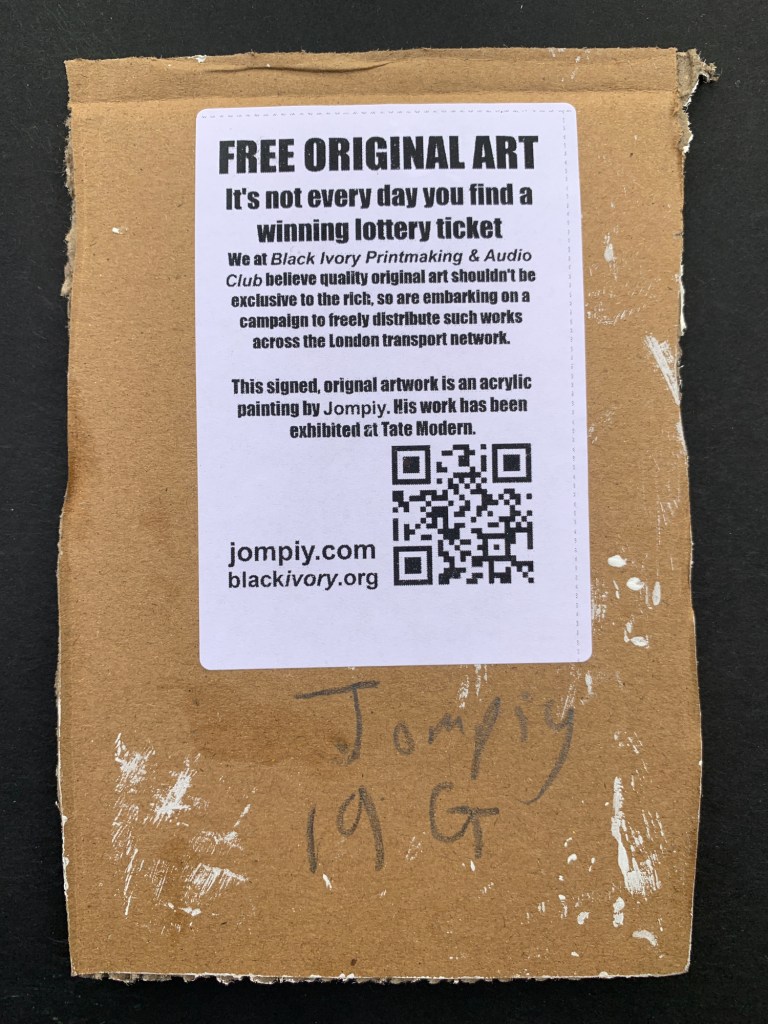 FREE ORIGINAL ART
It's not every day you find a
winning lottery ticket
We at Black Ivory Printmaking & Audio
Club believe quality original art shouldn't be
exclusive to the rich, so are embarking on a
campaign to freely distribute such works
across the London transport network.
This signed, orignal artwork is an acrylic
painting by Jompiy. His work has been
exhibited at Tate Modern.
jompiy.com
blackivory.org
Jompiy
19 G